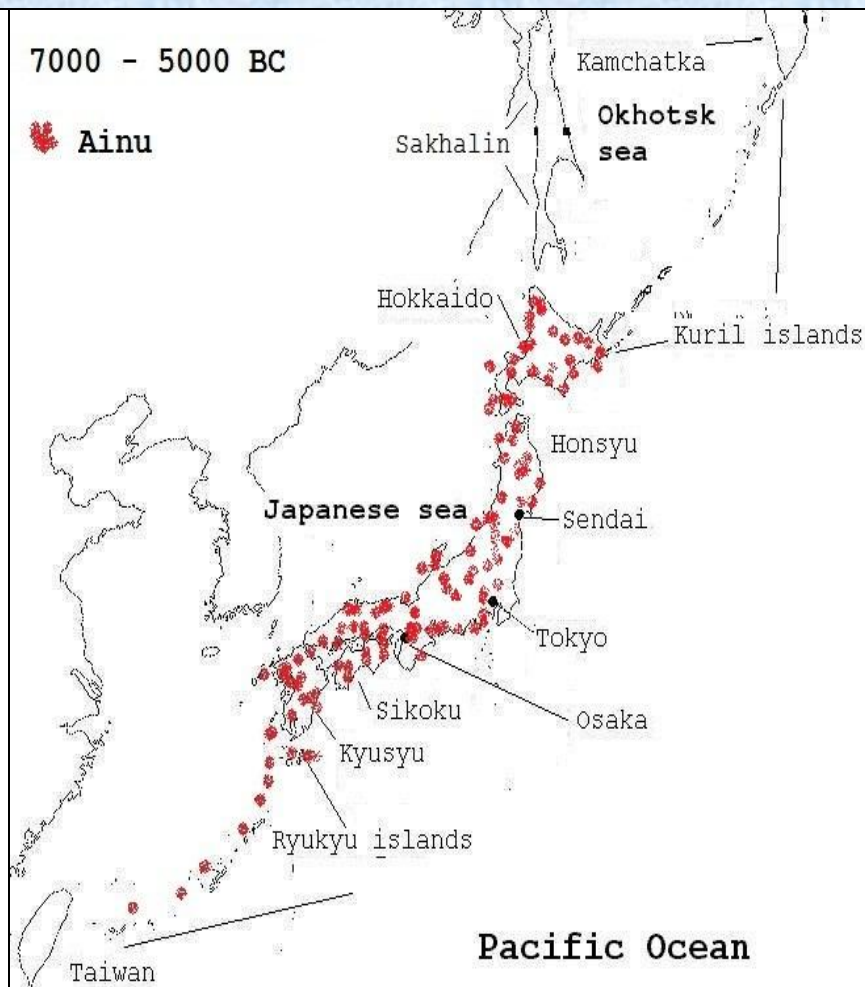 7000 - 5000 BC
Ainu
Kamchatka
Okhotsk
sea
Sakhalin
Hokkaido
Kuril islands
Honsyu
Japanese sea
Sendai
Tokyo
Sikoku
Osaka
Kyusyu
Ryukyu islands
Pacific Ocean
Taiwan